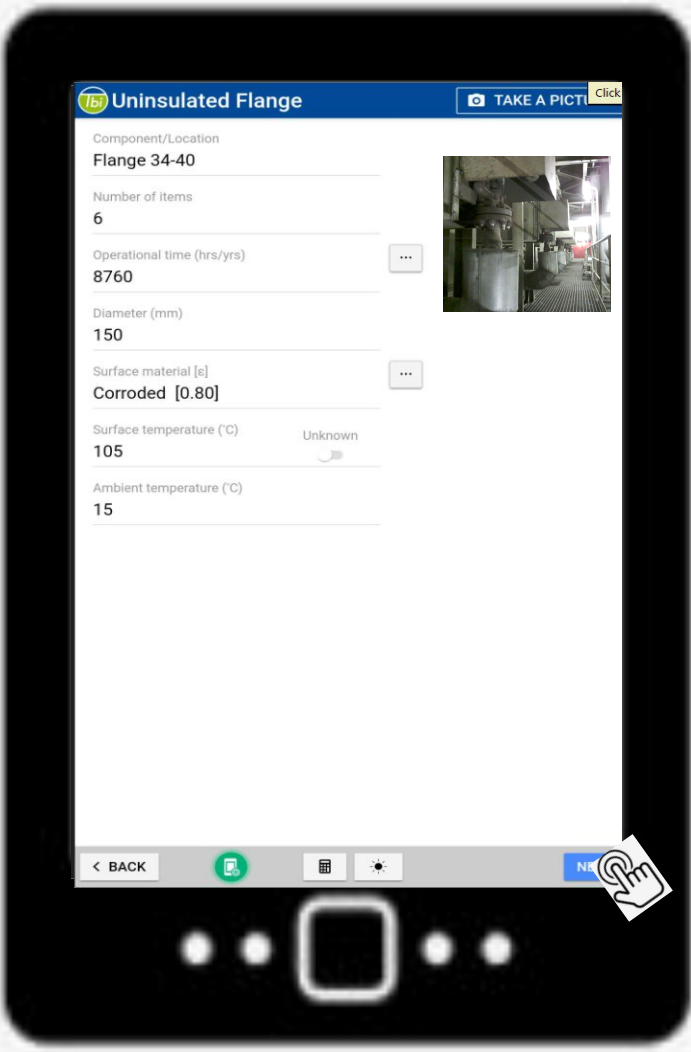 Tbi Uninsulated Flange
TAKE A PICTU
Click
Component/Location
Flange 34-40
Number of items
6
Operational time (hrs/yrs)
8760
...
Diameter (mm)
150
Surface material [ε]
Corroded [0.80]
...
Surface temperature (°C)
105
Unknown
Ambient temperature (°C)
15
< BACK
NE